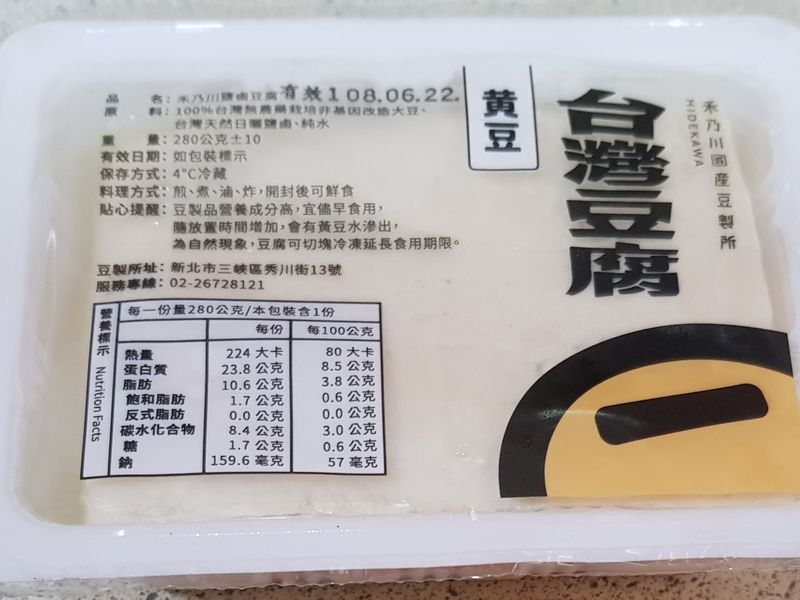 品　名：禾乃川鹽鹵豆腐 有效108.06.22.
原　料：100%台灣無農藥栽培非基因改造大豆、
台灣天然日曬鹽鹵、純水
重　量：280公克±10
有效日期：如包裝標示
保存方式：4°C冷藏
料理方式：煎、煮、滷、炸，開封後可鮮食
貼心提醒：豆製品營養成分高，宜儘早食用，
隨放置時間增加，會有黃豆水滲出，
為自然現象，豆腐可切塊冷凍延長食用期限。
豆製所址：新北市三峽區秀川街13號
服務專線：02-26728121
營養標示 Nutrition Facts
每一份量280公克/本包裝含1份
每份 每100公克
熱量 224 大卡 80 大卡
蛋白質 23.8 公克 8.5 公克
脂肪 10.6 公克 3.8 公克
飽和脂肪 1.7 公克 0.6 公克
反式脂肪 0.0 公克 0.0 公克
碳水化合物 8.4 公克 3.0 公克
糖 1.7 公克 0.6 公克
鈉 159.6 毫克 57 毫克
黃豆
台灣豆腐
禾乃川國產豆製所
HIDEKAWA